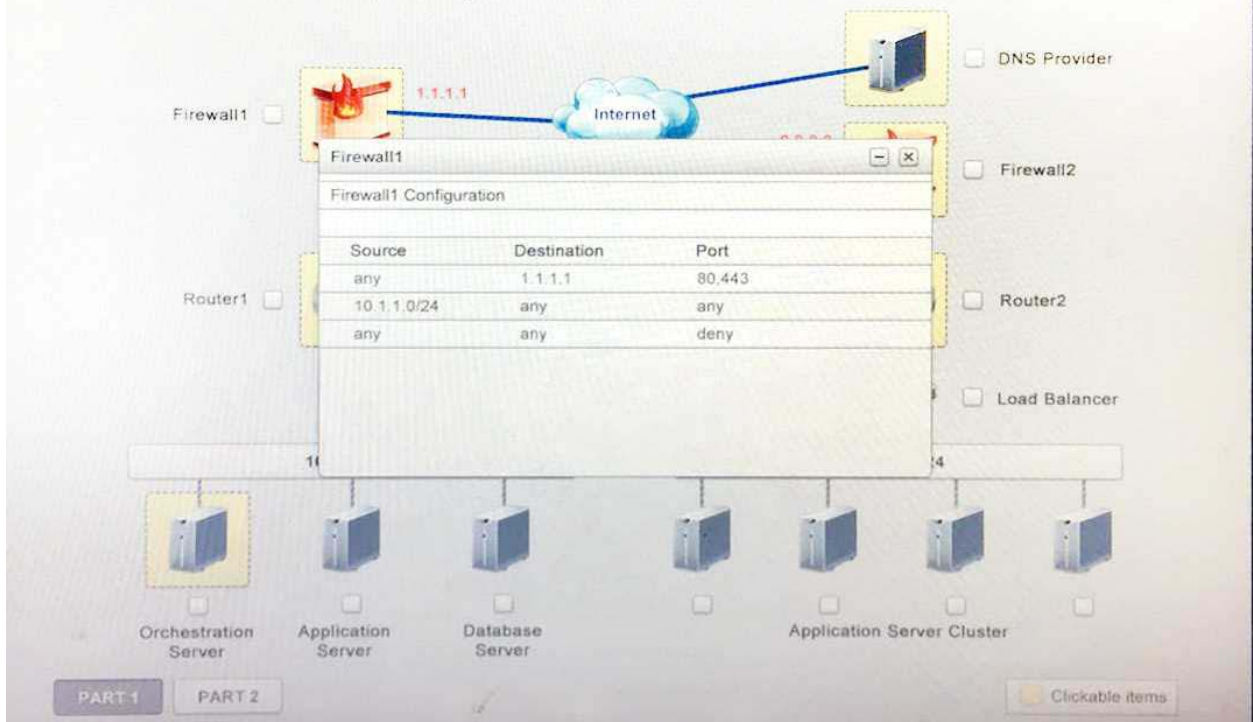 DNS Provider
1.1.1.1
Firewall1
Internet
Firewall1
Firewall2
Firewall1 Configuration
Source Destination Port
any 1.1.1.1 80,443
10.1.1.0/24 any any
any any deny
Router1
Router2
Load Balancer
Orchestration Server
Application Server
Database Server
Application Server Cluster
PART 1
PART 2
Clickable items